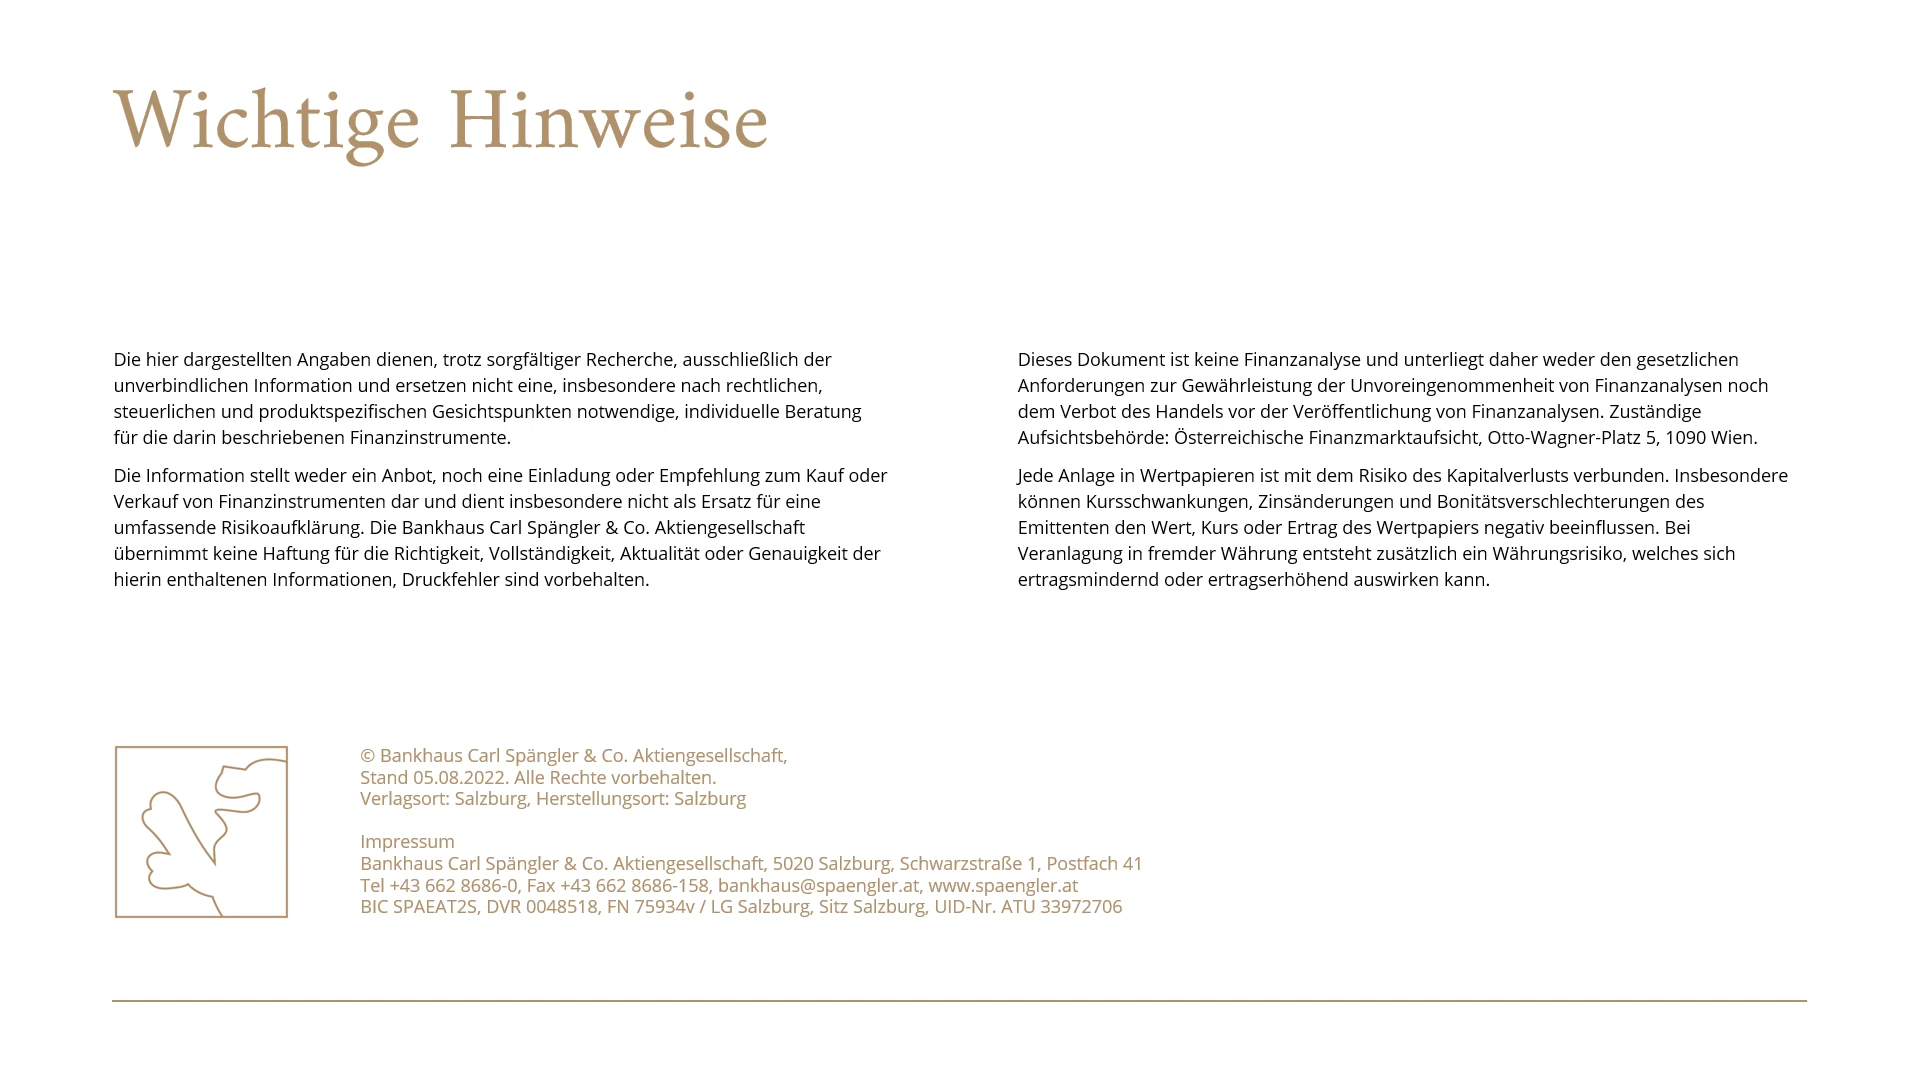 Wichtige Hinweise
Die hier dargestellten Angaben dienen, trotz sorgfältiger Recherche, ausschließlich der
unverbindlichen Information und ersetzen nicht eine, insbesondere nach rechtlichen,
steuerlichen und produktspezifischen Gesichtspunkten notwendige, individuelle Beratung
für die darin beschriebenen Finanzinstrumente.
Die Information stellt weder ein Anbot, noch eine Einladung oder Empfehlung zum Kauf oder
Verkauf von Finanzinstrumenten dar und dient insbesondere nicht als Ersatz für eine
umfassende Risikoaufklärung. Die Bankhaus Carl Spängler & Co. Aktiengesellschaft
übernimmt keine Haftung für die Richtigkeit, Vollständigkeit, Aktualität oder Genauigkeit der
hierin enthaltenen Informationen, Druckfehler sind vorbehalten.
Dieses Dokument ist keine Finanzanalyse und unterliegt daher weder den gesetzlichen
Anforderungen zur Gewährleistung der Unvoreingenommenheit von Finanzanalysen noch
dem Verbot des Handels vor der Veröffentlichung von Finanzanalysen. Zuständige
Aufsichtsbehörde: Österreichische Finanzmarktaufsicht, Otto-Wagner-Platz 5, 1090 Wien.
Jede Anlage in Wertpapieren ist mit dem Risiko des Kapitalverlusts verbunden. Insbesondere
können Kursschwankungen, Zinsänderungen und Bonitätsverschlechterungen des
Emittenten den Wert, Kurs oder Ertrag des Wertpapiers negativ beeinflussen. Bei
Veranlagung in fremder Währung entsteht zusätzlich ein Währungsrisiko, welches sich
ertragsmindernd oder ertragserhöhend auswirken kann.
© Bankhaus Carl Spängler & Co. Aktiengesellschaft,
Stand 05.08.2022. Alle Rechte vorbehalten.
Verlagsort: Salzburg, Herstellungsort: Salzburg
Impressum
Bankhaus Carl Spängler & Co. Aktiengesellschaft, 5020 Salzburg, Schwarzstraße 1, Postfach 41
Tel +43 662 8686-0, Fax +43 662 8686-158, bankhaus@spaengler.at, www.spaengler.at
BIC SPAEAT2S, DVR 0048518, FN 75934v / LG Salzburg, Sitz Salzburg, UID-Nr. ATU 33972706